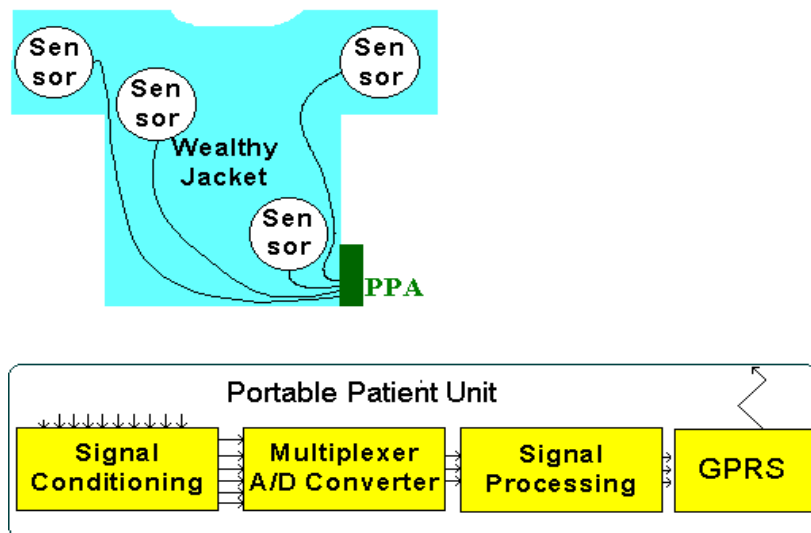 Sen
sor
Sen
sor
Sen
sor
Wealthy
Jacket
Sen
sor
PPA
Portable Patient Unit
Signal
Conditioning
Multiplexer
A/D Converter
Signal
Processing
GPRS